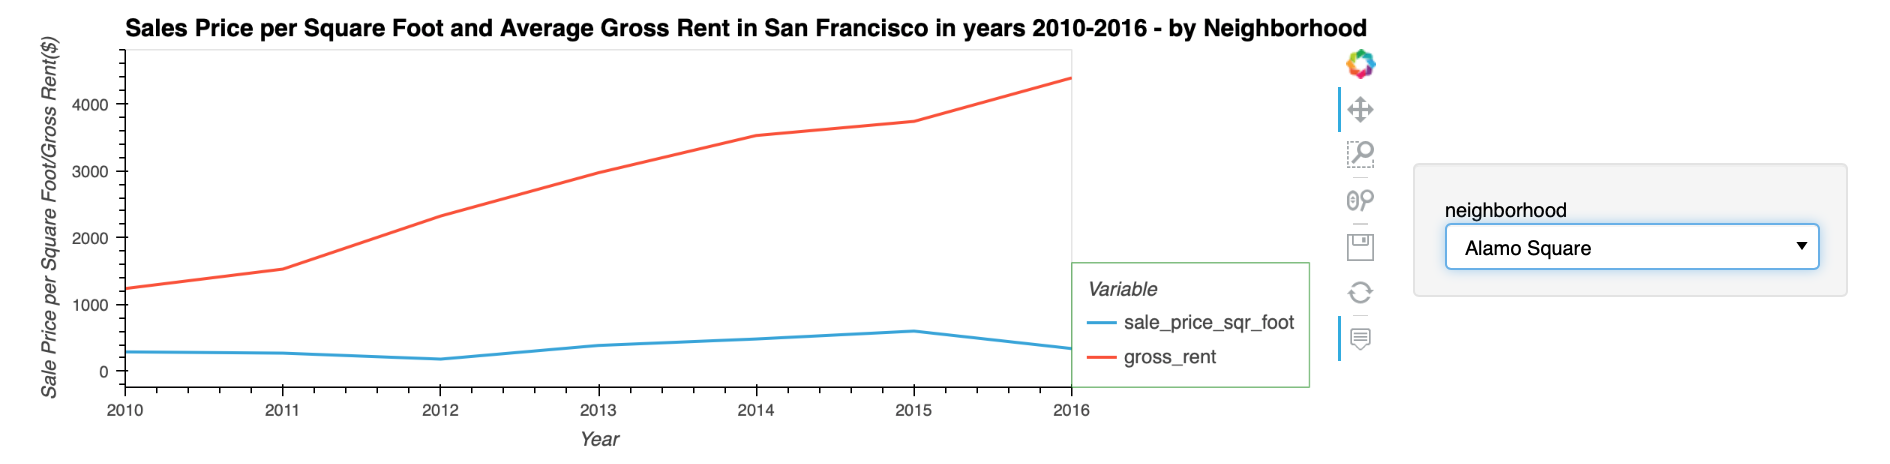 Sales Price per Square Foot and Average Gross Rent in San Francisco in years 2010-2016 - by Neighborhood
Sale Price per Square Foot/Gross Rent($)
4000
3000
2000
1000
0
2010 2011 2012 2013 2014 2015 2016
Year
Variable
sale_price_sqr_foot
gross_rent
neighborhood
Alamo Square